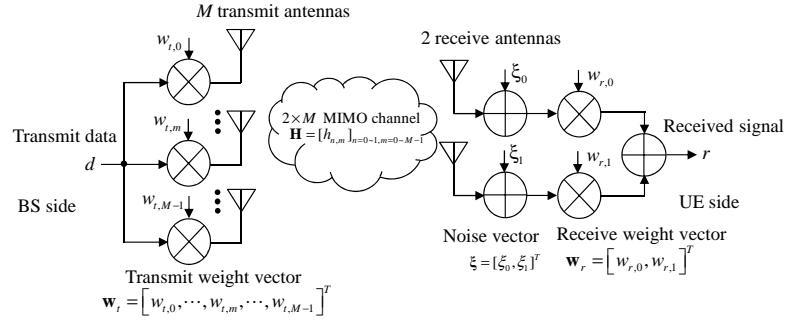 M transmit antennas
w_{t,0}
2 receive antennas
ξ_0
w_{r,0}
2×M MIMO channel
H = [h_{n,m}]_{n=0~1,m=0~M-1}
Transmit data
d
w_{t,m}
Received signal
r
ξ_1
w_{r,1}
BS side
w_{t,M-1}
UE side
Noise vector
ξ = [ξ_0, ξ_1]^T
Receive weight vector
w_r = [w_{r,0}, w_{r,1}]^T
Transmit weight vector
w_t = [w_{t,0}, ⋯, w_{t,m}, ⋯, w_{t,M-1}]^T